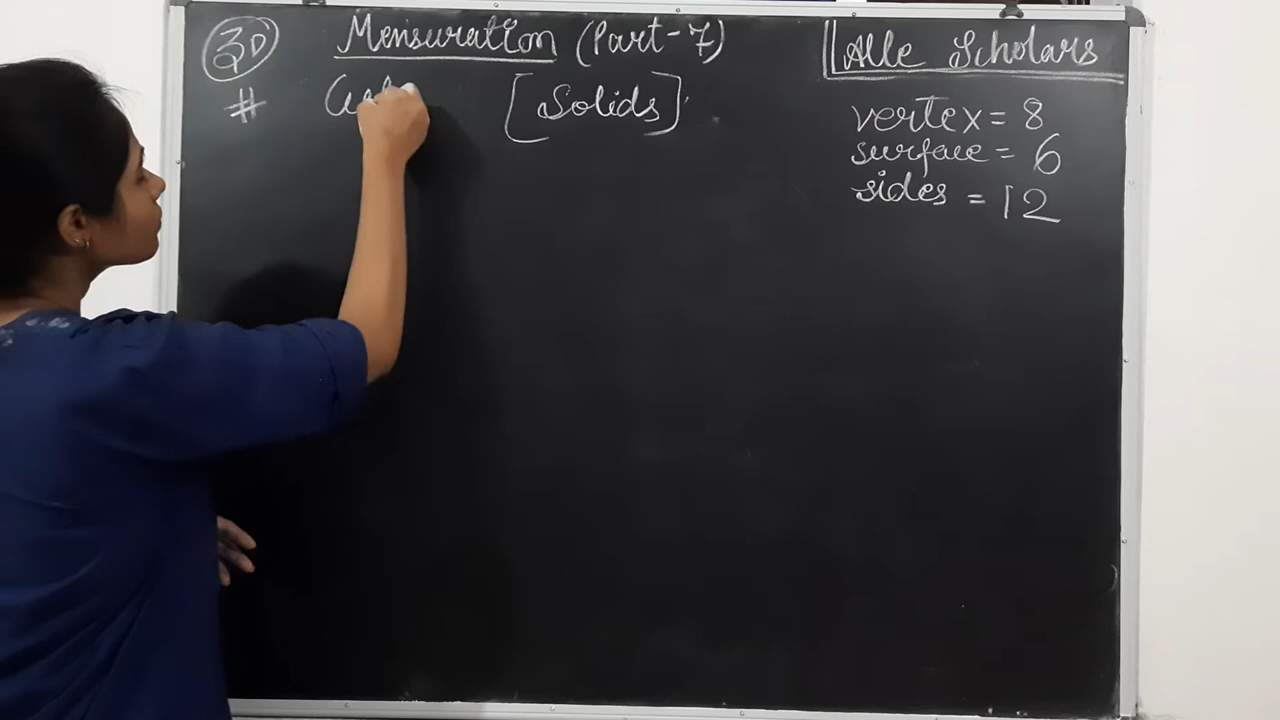 3D Mensuration (Part-7)
Alle Scholars
# [Solids]
vertex = 8
surface = 6
sides = 12